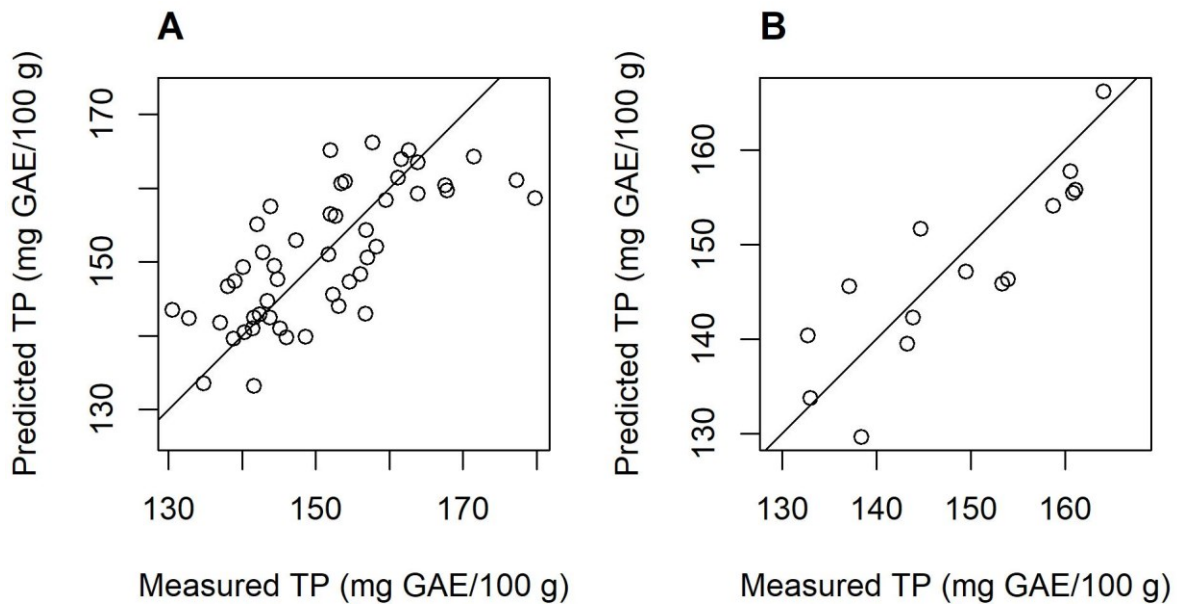 A
Predicted TP (mg GAE/100 g)
170
150
130
130 150 170
Measured TP (mg GAE/100 g)
B
Predicted TP (mg GAE/100 g)
160
150
140
130
130 140 150 160
Measured TP (mg GAE/100 g)